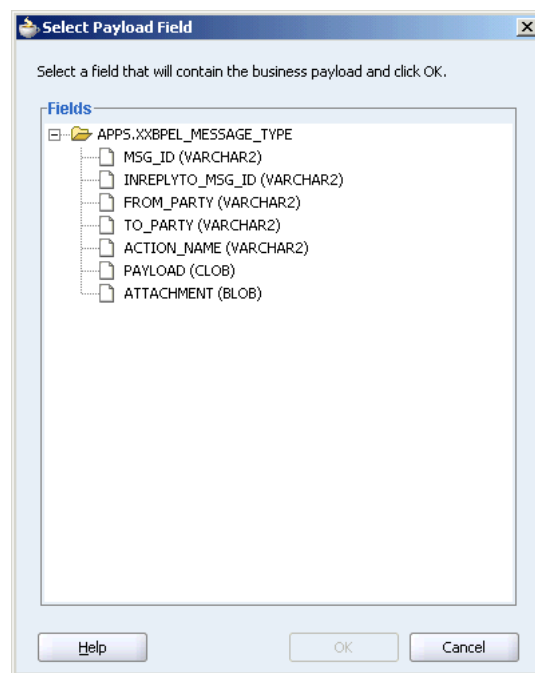 Select Payload Field
Select a field that will contain the business payload and click OK.
Fields
APPS.XXBPEL_MESSAGE_TYPE
MSG_ID (VARCHAR2)
INREPLYTO_MSG_ID (VARCHAR2)
FROM_PARTY (VARCHAR2)
TO_PARTY (VARCHAR2)
ACTION_NAME (VARCHAR2)
PAYLOAD (CLOB)
ATTACHMENT (BLOB)
Help OK Cancel